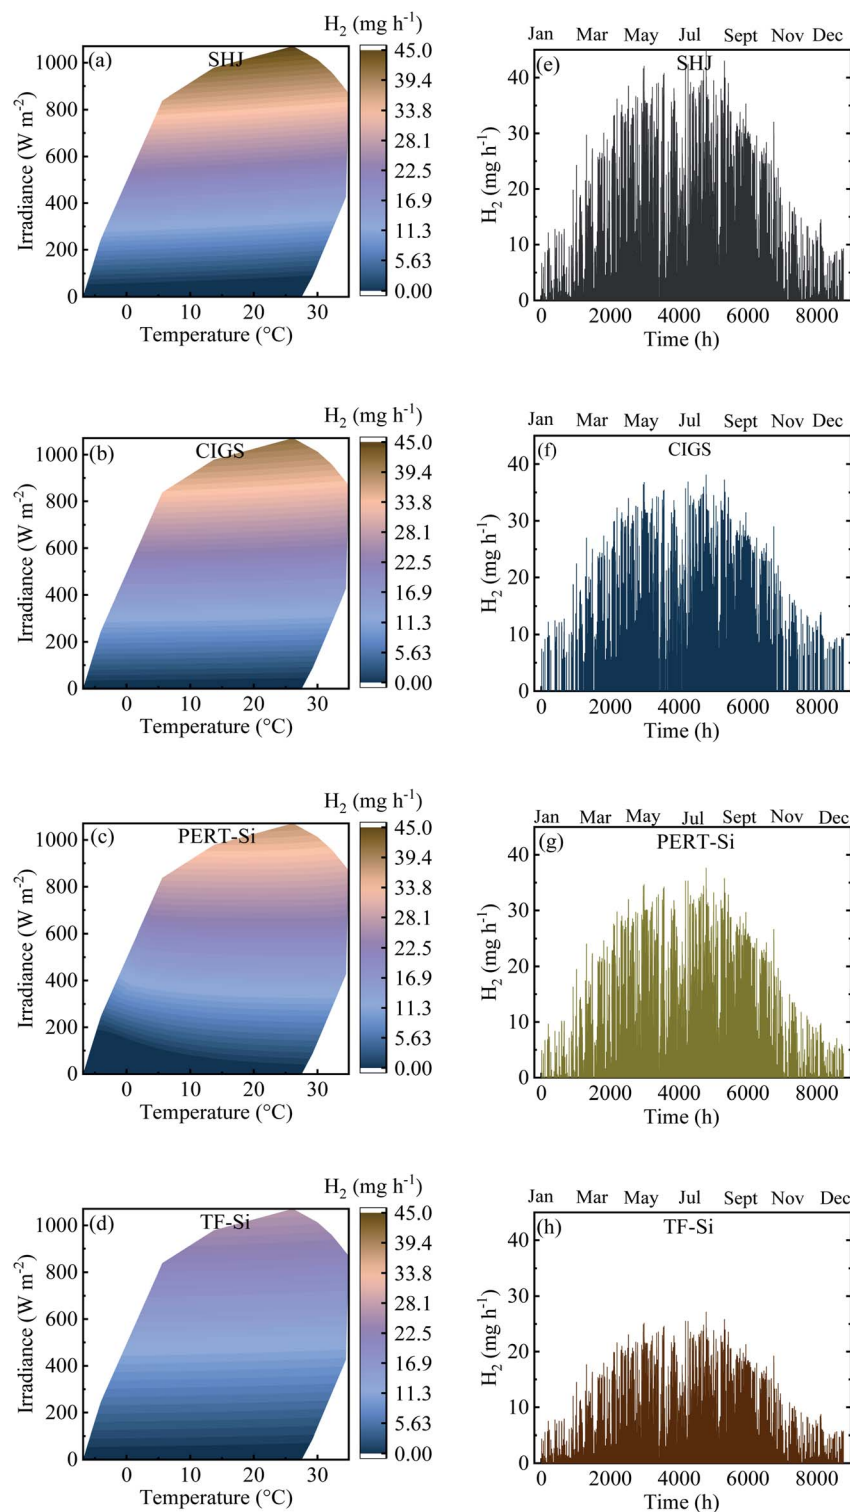 H₂ (mg h⁻¹)
(a)
SHJ
1000
800
600
400
200
0
Irradiance (W m⁻²)
0 10 20 30
Temperature (°C)
45.0
39.4
33.8
28.1
22.5
16.9
11.3
5.63
0.00
Jan Mar May Jul Sept Nov Dec
(e)
SHJ
40
30
20
10
0
H₂ (mg h⁻¹)
0 2000 4000 6000 8000
Time (h)
H₂ (mg h⁻¹)
(b)
CIGS
1000
800
600
400
200
0
Irradiance (W m⁻²)
0 10 20 30
Temperature (°C)
45.0
39.4
33.8
28.1
22.5
16.9
11.3
5.63
0.00
Jan Mar May Jul Sept Nov Dec
(f)
CIGS
40
30
20
10
0
H₂ (mg h⁻¹)
0 2000 4000 6000 8000
Time (h)
H₂ (mg h⁻¹)
(c)
PERT-Si
1000
800
600
400
200
0
Irradiance (W m⁻²)
0 10 20 30
Temperature (°C)
45.0
39.4
33.8
28.1
22.5
16.9
11.3
5.63
0.00
Jan Mar May Jul Sept Nov Dec
(g)
PERT-Si
40
30
20
10
0
H₂ (mg h⁻¹)
0 2000 4000 6000 8000
Time (h)
H₂ (mg h⁻¹)
(d)
TF-Si
1000
800
600
400
200
0
Irradiance (W m⁻²)
0 10 20 30
Temperature (°C)
45.0
39.4
33.8
28.1
22.5
16.9
11.3
5.63
0.00
Jan Mar May Jul Sept Nov Dec
(h)
TF-Si
40
30
20
10
0
H₂ (mg h⁻¹)
0 2000 4000 6000 8000
Time (h)